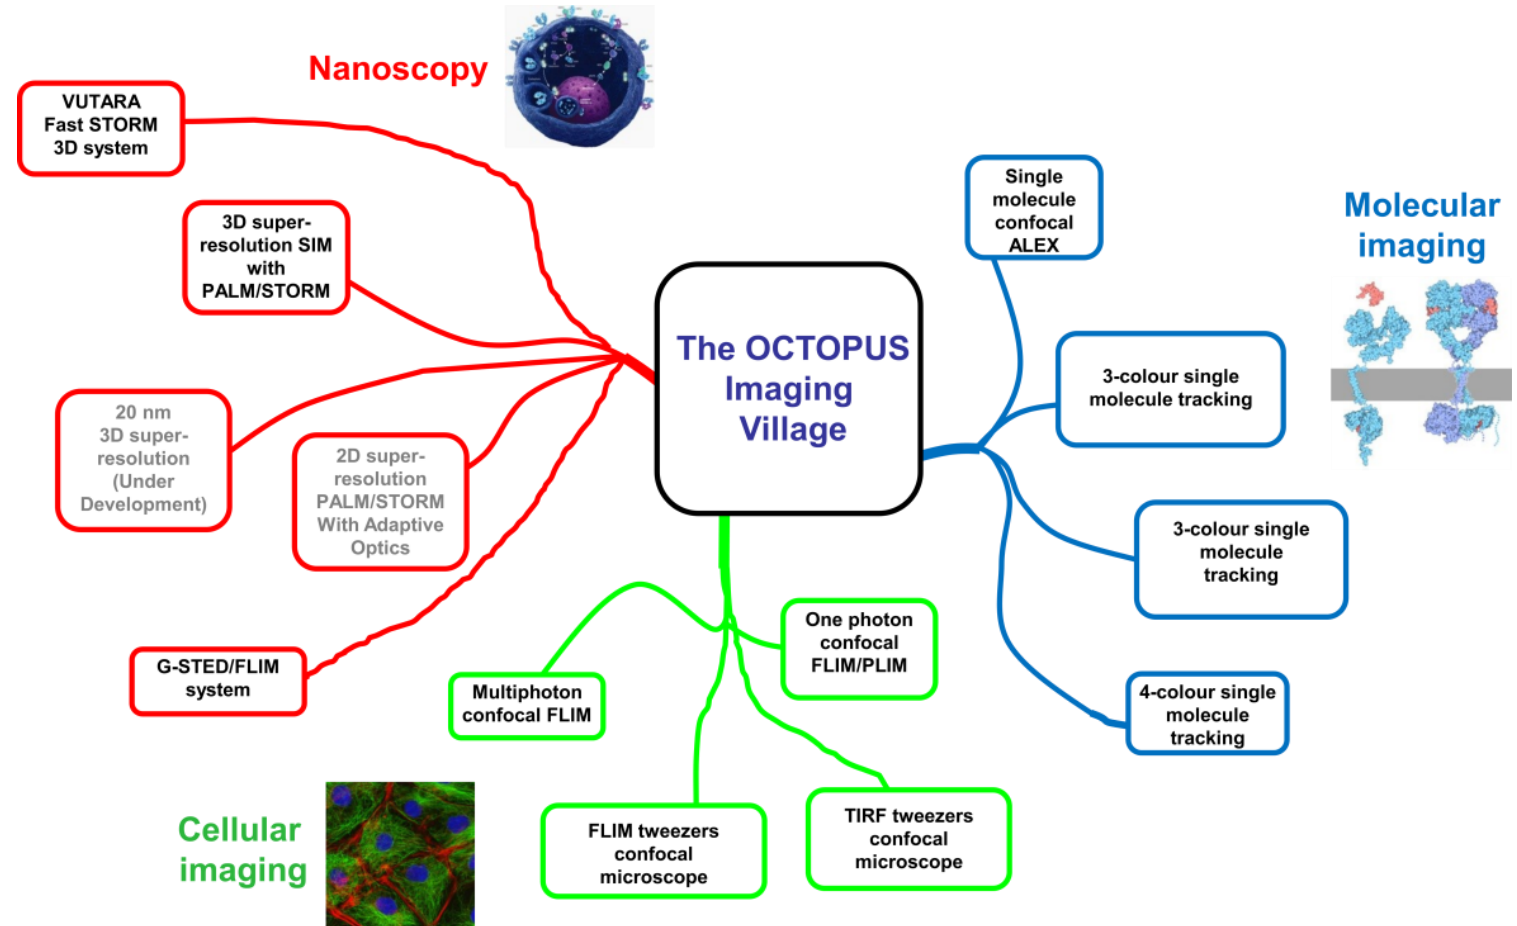 Nanoscopy
VUTARA
Fast STORM
3D system
3D super-
resolution SIM
with
PALM/STORM
20 nm
3D super-
resolution
(Under
Development)
2D super-
resolution
PALM/STORM
With Adaptive
Optics
G-STED/FLIM
system
The OCTOPUS
Imaging
Village
Single
molecule
confocal
ALEX
Molecular
imaging
3-colour single
molecule tracking
3-colour single
molecule
tracking
4-colour single
molecule
tracking
One photon
confocal
FLIM/PLIM
Multiphoton
confocal FLIM
FLIM tweezers
confocal
microscope
TIRF tweezers
confocal
microscope
Cellular
imaging